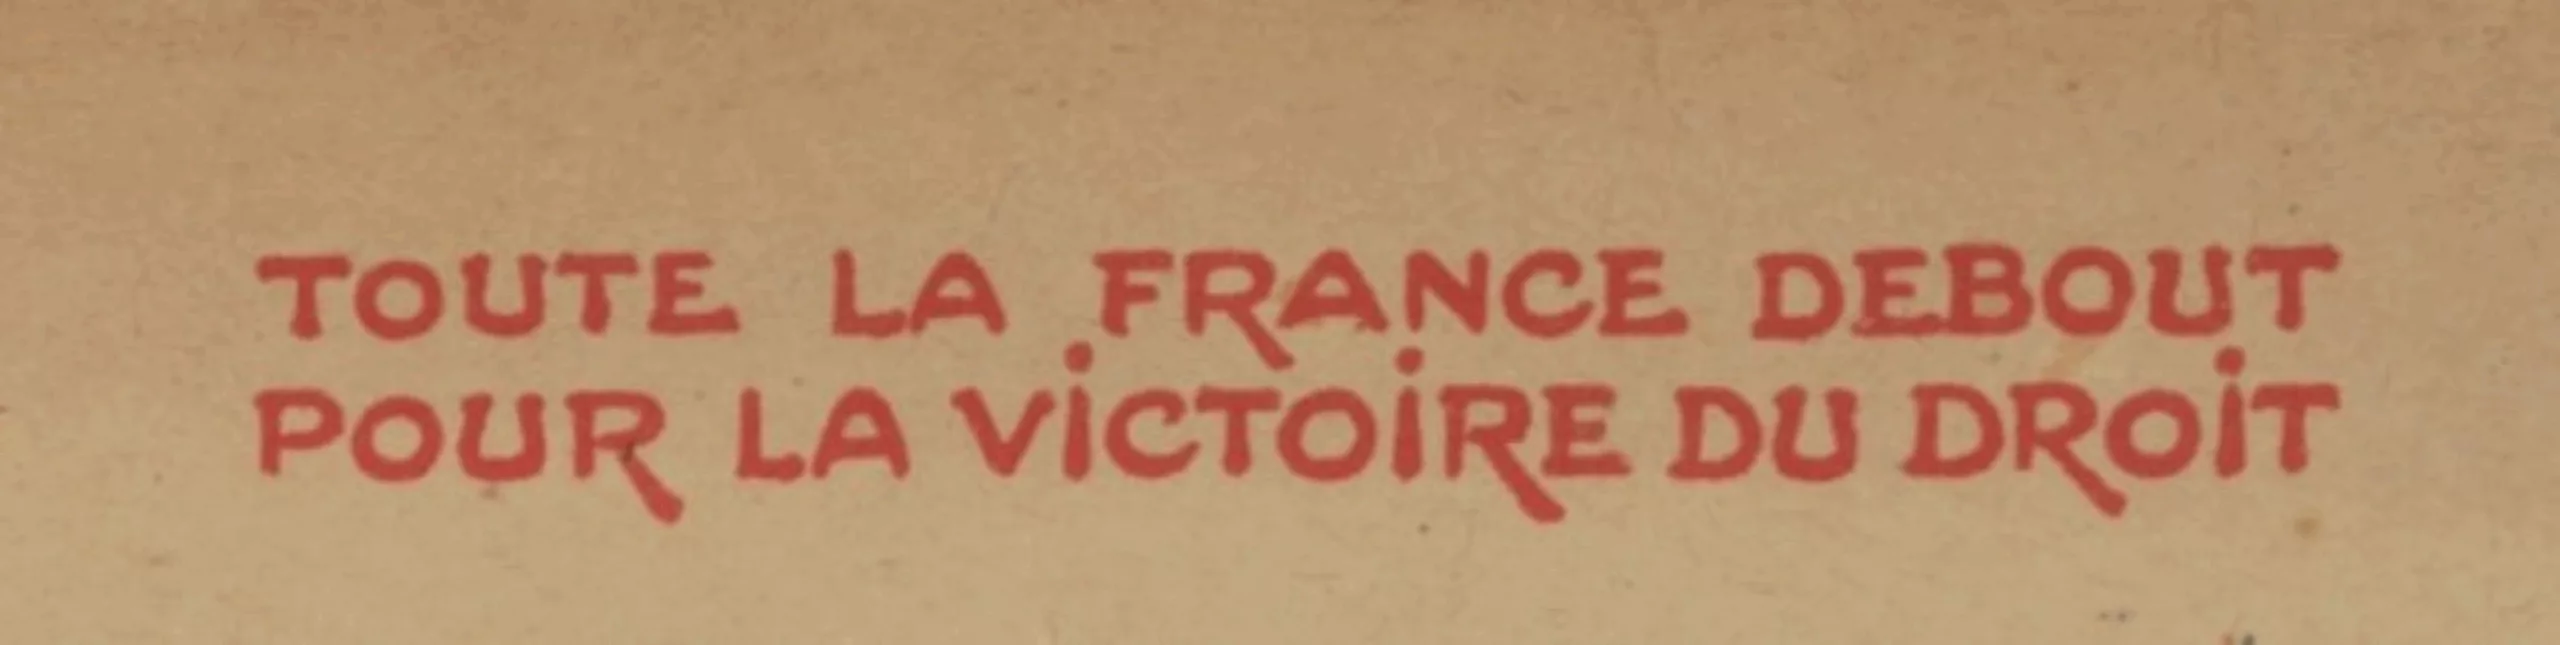 TOUTE LA FRANCE DEBOUT
POUR LA ViCTOiRE DU DROiT